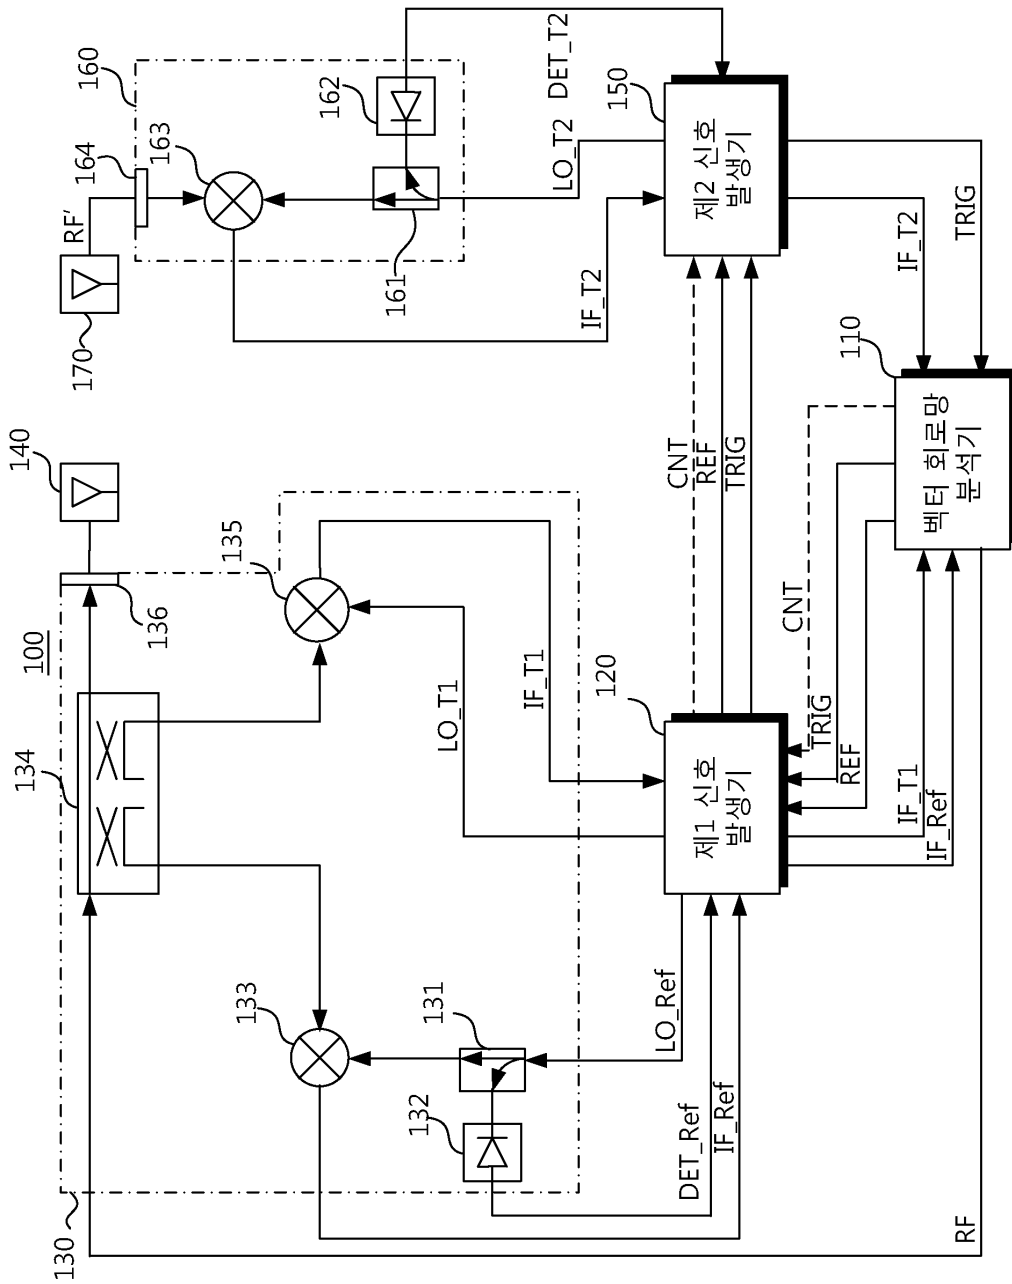 100
130
134
136
140
170
RF'
164
160
163
162
161
135
133
131
132
DET_T2
LO_T2
IF_T2
150
제2 신호
발생기
TRIG
IF_T2
110
벡터 회로망
분석기
CNT
REF
TRIG
CNT
TRIG
REF
LO_T1
IF_T1
120
제1 신호
발생기
IF_T1
IF_Ref
LO_Ref
DET_Ref
IF_Ref
RF